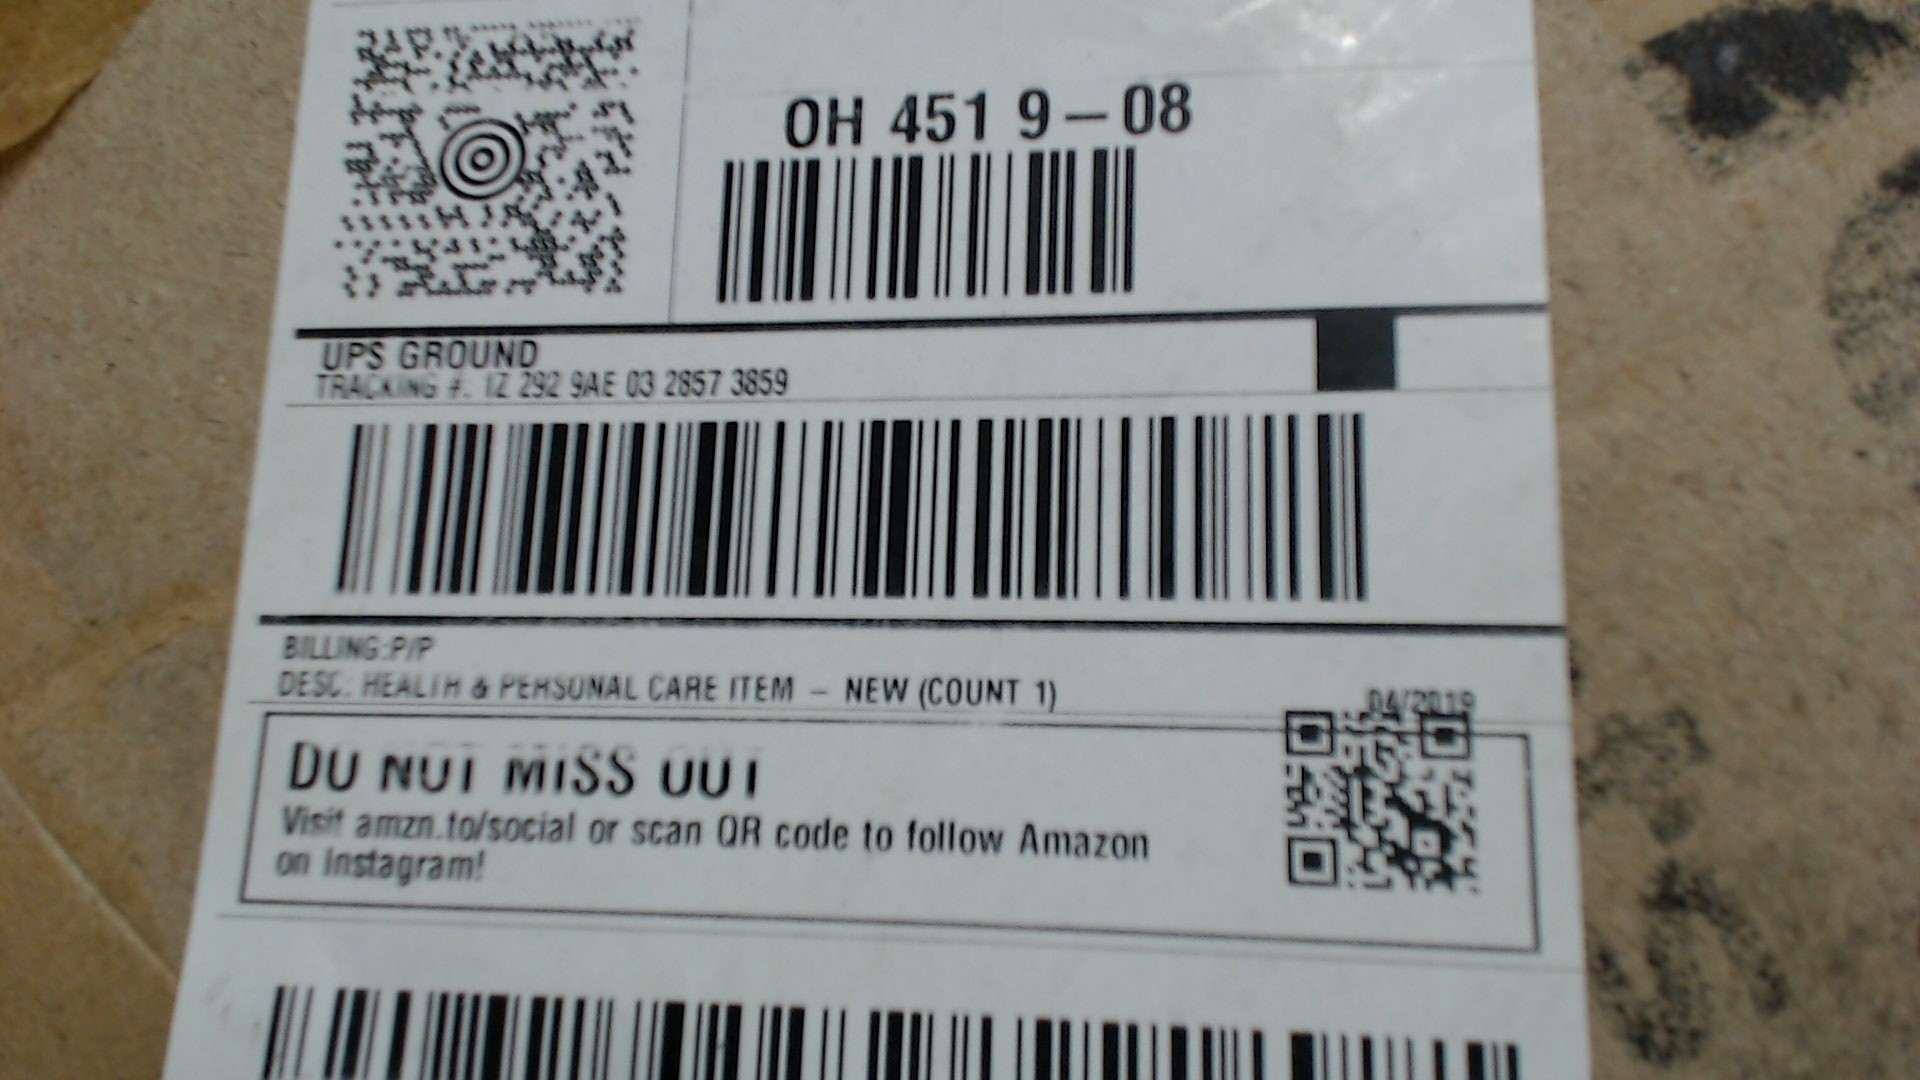 OH 451 9-08
UPS GROUND
TRACKING #: 1Z 292 9AE 03 2857 3859
BILLING:P/P
DESC: HEALTH & PERSONAL CARE ITEM - NEW (COUNT 1)
04/2019
DO NOT MISS OUT
Visit amzn.to/social or scan QR code to follow Amazon
on Instagram!